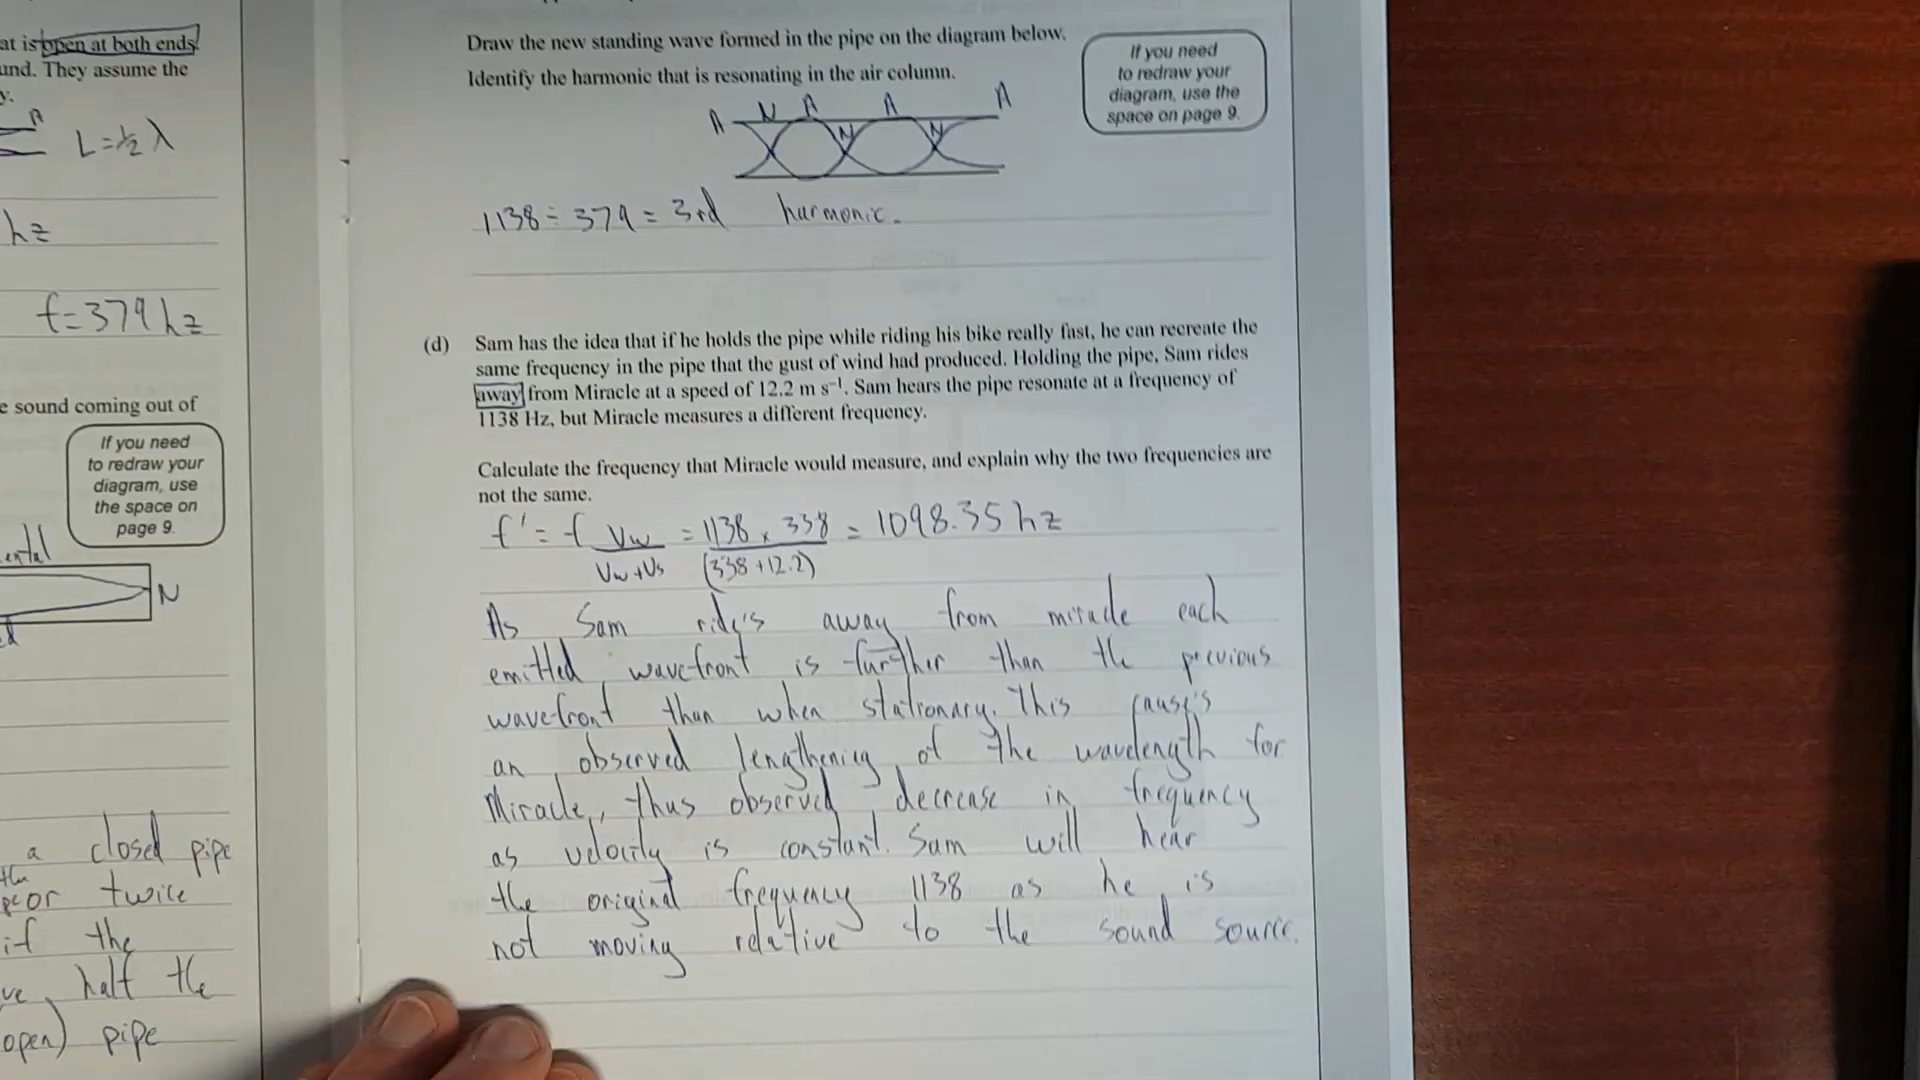 at is open at both ends.
und. They assume the
y.
A
L = ½ λ
hz
f = 379 hz
e sound coming out of
If you need
to redraw your
diagram, use
the space on
page 9.
ental
N
a closed pipe
the
or twice
if the
ve, half the
open) pipe
Draw the new standing wave formed in the pipe on the diagram below.
Identify the harmonic that is resonating in the air column.
If you need
to redraw your
diagram, use the
space on page 9.
A N A A A
N N
1138 ÷ 379 = 3rd harmonic.
(d) Sam has the idea that if he holds the pipe while riding his bike really fast, he can recreate the
same frequency in the pipe that the gust of wind had produced. Holding the pipe, Sam rides
away from Miracle at a speed of 12.2 m s⁻¹. Sam hears the pipe resonate at a frequency of
1138 Hz, but Miracle measures a different frequency.
Calculate the frequency that Miracle would measure, and explain why the two frequencies are
not the same.
f' = f Vw = 1138 × 338 = 1098.35 hz
Vw + Vs (338 + 12.2)
As Sam ride's away from miracle each
emitted wavefront is further than the previous
wavefront than when stationary. This cause's
an observed lengthening of the wavelength for
Miracle, thus observed decrease in frequency
as velocity is constant. Sam will hear
the original frequency 1138 as he is
not moving relative to the sound source.